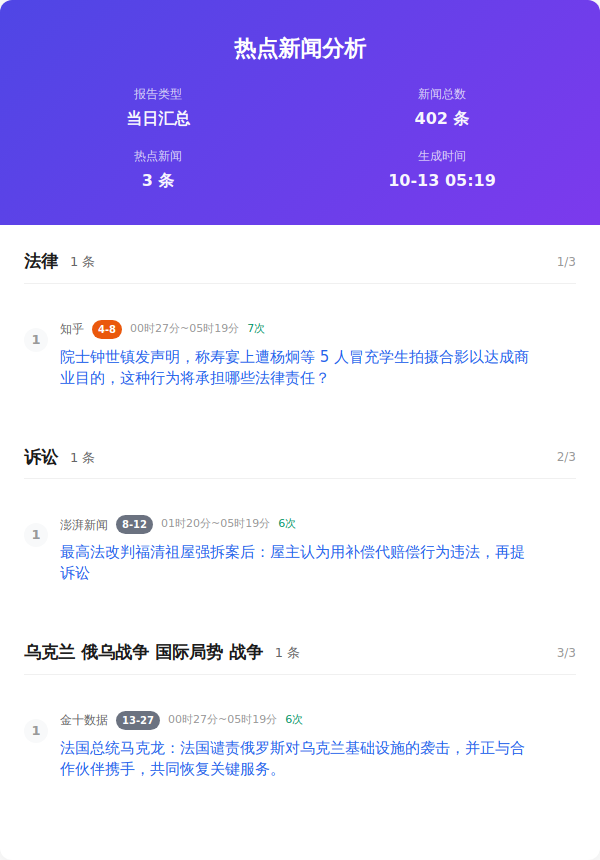 热点新闻分析
报告类型
当日汇总
新闻总数
402 条
热点新闻
3 条
生成时间
10-13 05:19
法律 1 条 1/3
1 知乎 4-8 00时27分~05时19分 7次
院士钟世镇发声明，称寿宴上遭杨炯等 5 人冒充学生拍摄合影以达成商
业目的，这种行为将承担哪些法律责任？
诉讼 1 条 2/3
1 澎湃新闻 8-12 01时20分~05时19分 6次
最高法改判福清祖屋强拆案后：屋主认为用补偿代赔偿行为违法，再提
诉讼
乌克兰 俄乌战争 国际局势 战争 1 条 3/3
1 金十数据 13-27 00时27分~05时19分 6次
法国总统马克龙：法国谴责俄罗斯对乌克兰基础设施的袭击，并正与合
作伙伴携手，共同恢复关键服务。